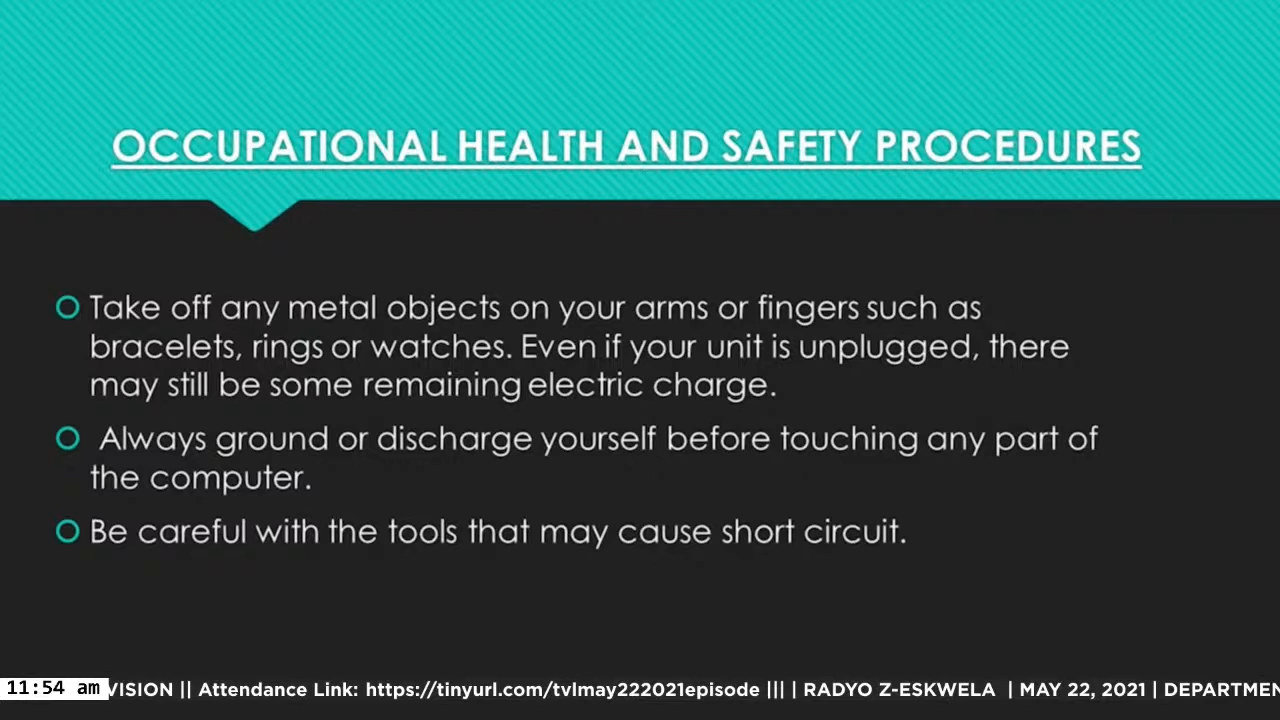 OCCUPATIONAL HEALTH AND SAFETY PROCEDURES
Take off any metal objects on your arms or fingers such as
bracelets, rings or watches. Even if your unit is unplugged, there
may still be some remaining electric charge.
Always ground or discharge yourself before touching any part of
the computer.
Be careful with the tools that may cause short circuit.
11:54 am VISION || Attendance Link: https://tinyurl.com/tvlmay222021episode ||| | RADYO Z-ESKWELA | MAY 22, 2021 | DEPARTMEN